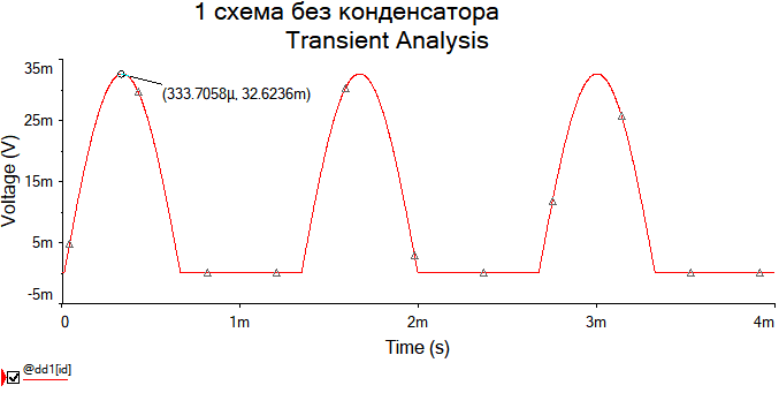 1 схема без конденсатора
Transient Analysis
35m
(333.7058µ, 32.6236m)
25m
Voltage (V)
15m
5m
-5m
0 1m 2m 3m 4m
Time (s)
@dd1[id]